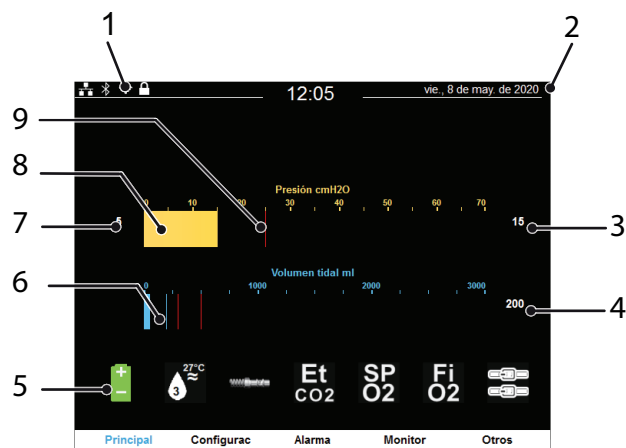 1
2
12:05
vie., 8 de may. de 2020
9
8
Presión cmH2O
0 10 20 30 40 50 60 70
7
5
15
3
6
Volumen tidal ml
0 1000 2000 3000
200
4
5
+
−
27°C
≈
3
Et
CO2
SP
O2
Fi
O2
Principal Configurac Alarma Monitor Otros